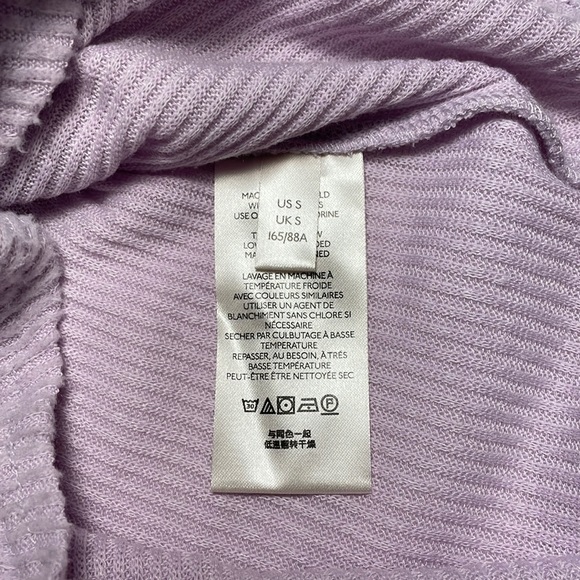 US S
UK S
165/88A
LAVAGE EN MACHINE À
TEMPÉRATURE FROIDE
AVEC COULEURS SIMILAIRES
UTILISER UN AGENT DE
BLANCHIMENT SANS CHLORE SI
NÉCESSAIRE
SECHER PAR CULBUTAGE À BASSE
TEMPERATURE
REPASSER, AU BESOIN, À TRÈS
BASSE TEMPÉRATURE
PEUT-ÊTRE ÊTRE NETTOYÉE SEC
30
与同色一起
低温翻转干燥